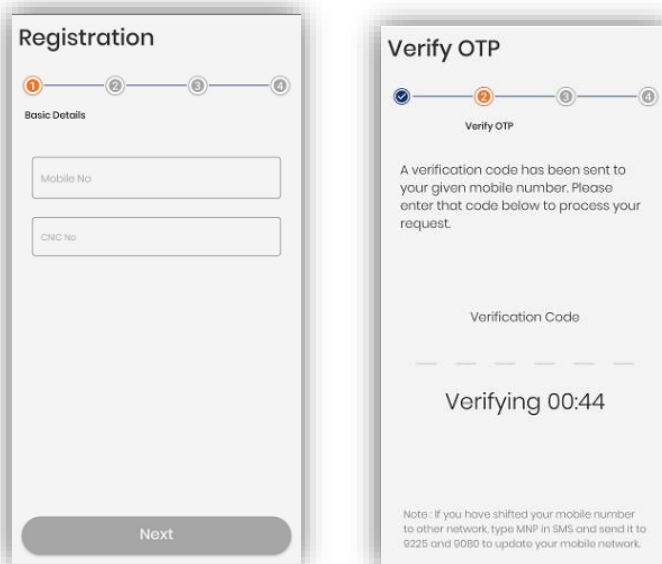 Registration
1 2 3 4
Basic Details
Mobile No
CNIC No
Next
Verify OTP
2 3 4
Verify OTP
A verification code has been sent to
your given mobile number. Please
enter that code below to process your
request.
Verification Code
Verifying 00:44
Note : If you have shifted your mobile number
to other network, type MNP in SMS and send it to
9225 and 9080 to update your mobile network.